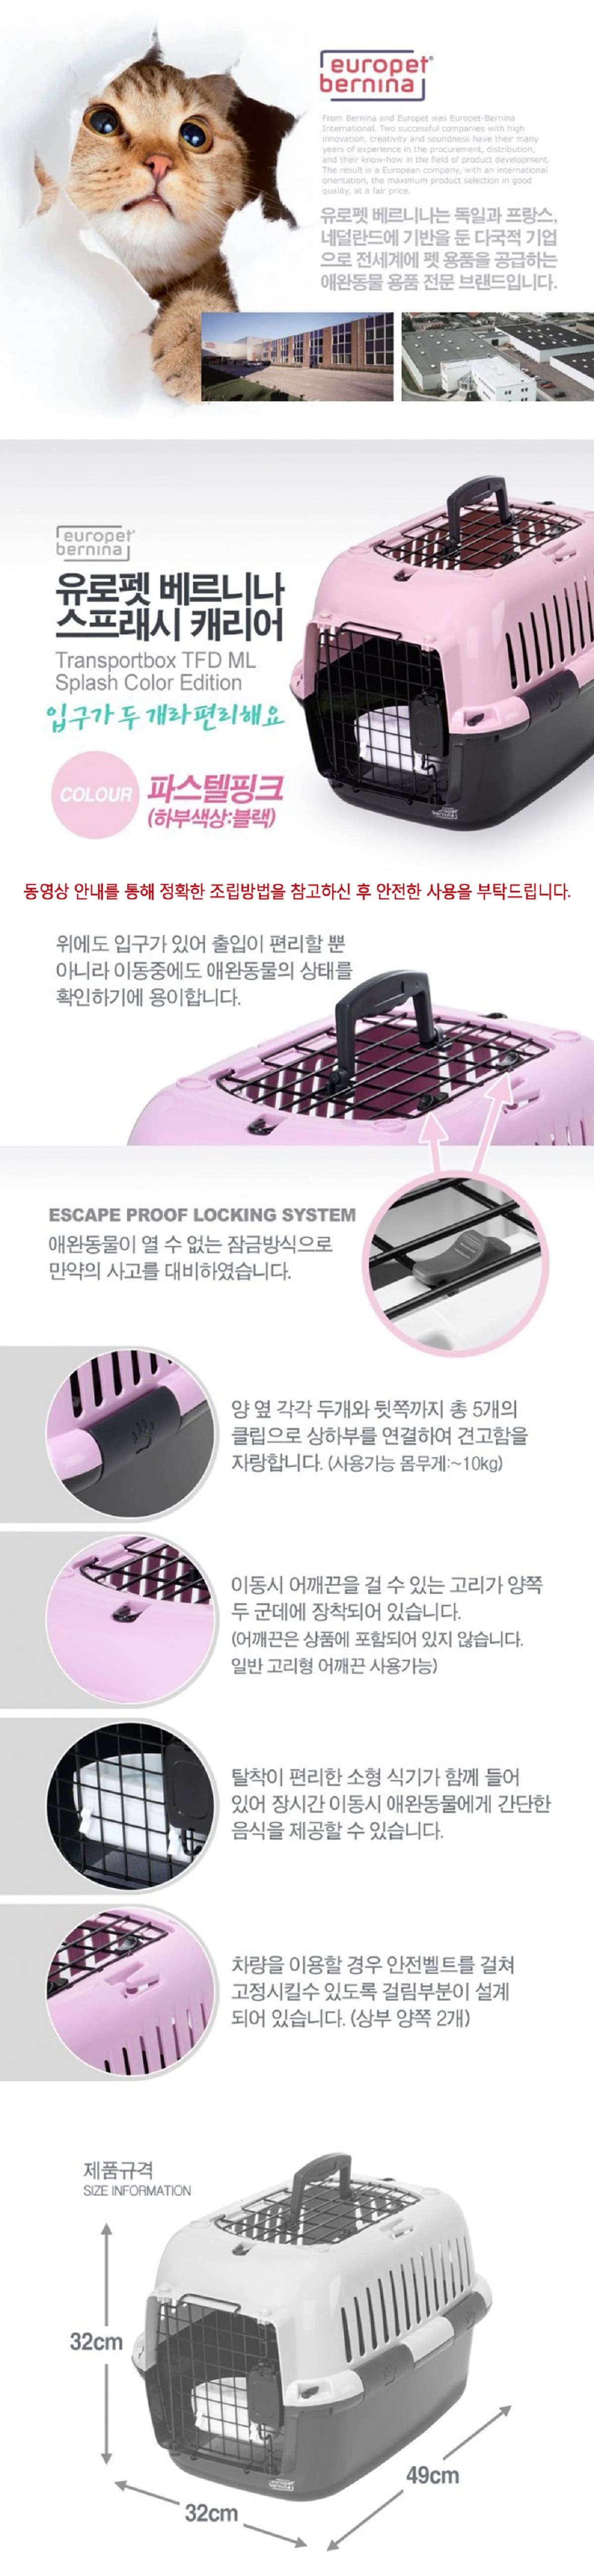 europet
bernina
From Bernina and Europet was Europet-Bernina
International. Two successful companies with high
innovation, creativity and soundness have their many
years of experience in the procurement, distribution,
and their know-how in the field of product development.
The result is a European company, with an international
orientation, the maximum product selection in good
quality, at a fair price.
유로펫 베르니나는 독일과 프랑스,
네덜란드에 기반을 둔 다국적 기업
으로 전세계에 펫 용품을 공급하는
애완동물 용품 전문 브랜드입니다.
europet
bernina
유로펫 베르니나
스프래시 캐리어
Transportbox TFD ML
Splash Color Edition
입구가 두 개라 편리해요
COLOUR
파스텔핑크
(하부색상:블랙)
europet
bernina
동영상 안내를 통해 정확한 조립방법을 참고하신 후 안전한 사용을 부탁드립니다.
위에도 입구가 있어 출입이 편리할 뿐
아니라 이동중에도 애완동물의 상태를
확인하기에 용이합니다.
ESCAPE PROOF LOCKING SYSTEM
애완동물이 열 수 없는 잠금방식으로
만약의 사고를 대비하였습니다.
양 옆 각각 두개와 뒷쪽까지 총 5개의
클립으로 상하부를 연결하여 견고함을
자랑합니다. (사용가능 몸무게:~10kg)
이동시 어깨끈을 걸 수 있는 고리가 양쪽
두 군데에 장착되어 있습니다.
(어깨끈은 상품에 포함되어 있지 않습니다.
일반 고리형 어깨끈 사용가능)
탈착이 편리한 소형 식기가 함께 들어
있어 장시간 이동시 애완동물에게 간단한
음식을 제공할 수 있습니다.
차량을 이용할 경우 안전벨트를 걸쳐
고정시킬수 있도록 걸림부분이 설계
되어 있습니다. (상부 양쪽 2개)
제품규격
SIZE INFORMATION
32cm
europet
bernina
49cm
32cm